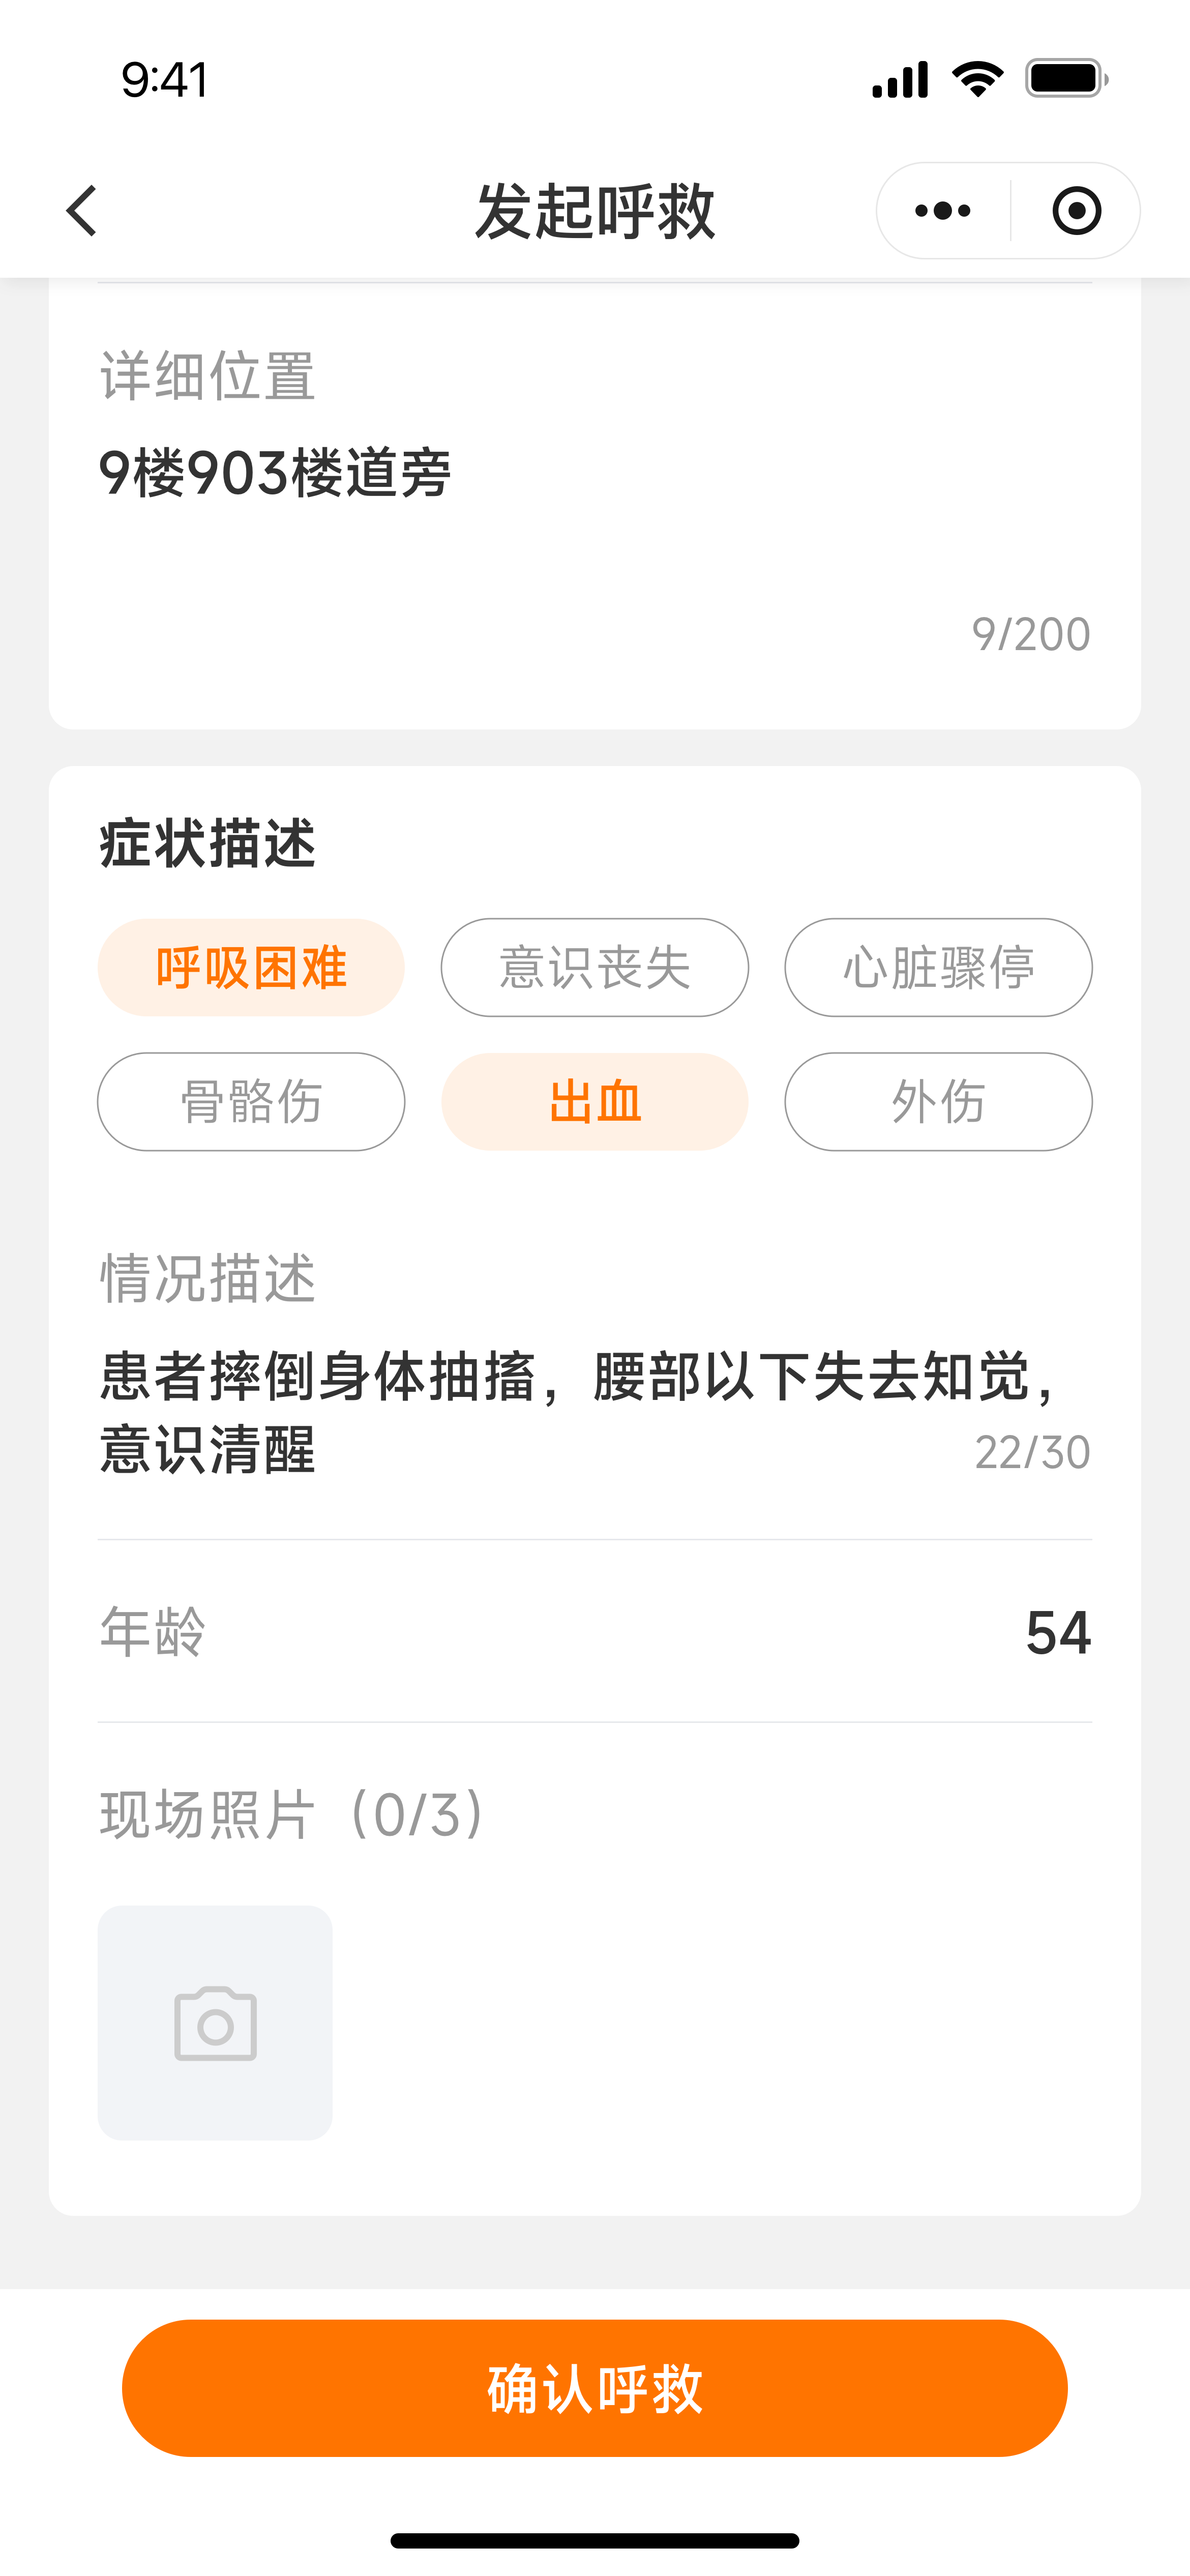 9:41
发起呼救
详细位置
9楼903楼道旁
9/200
症状描述
呼吸困难 意识丧失 心脏骤停
骨骼伤 出血 外伤
情况描述
患者摔倒身体抽搐，腰部以下失去知觉，
意识清醒
22/30
年龄 54
现场照片（0/3）
确认呼救